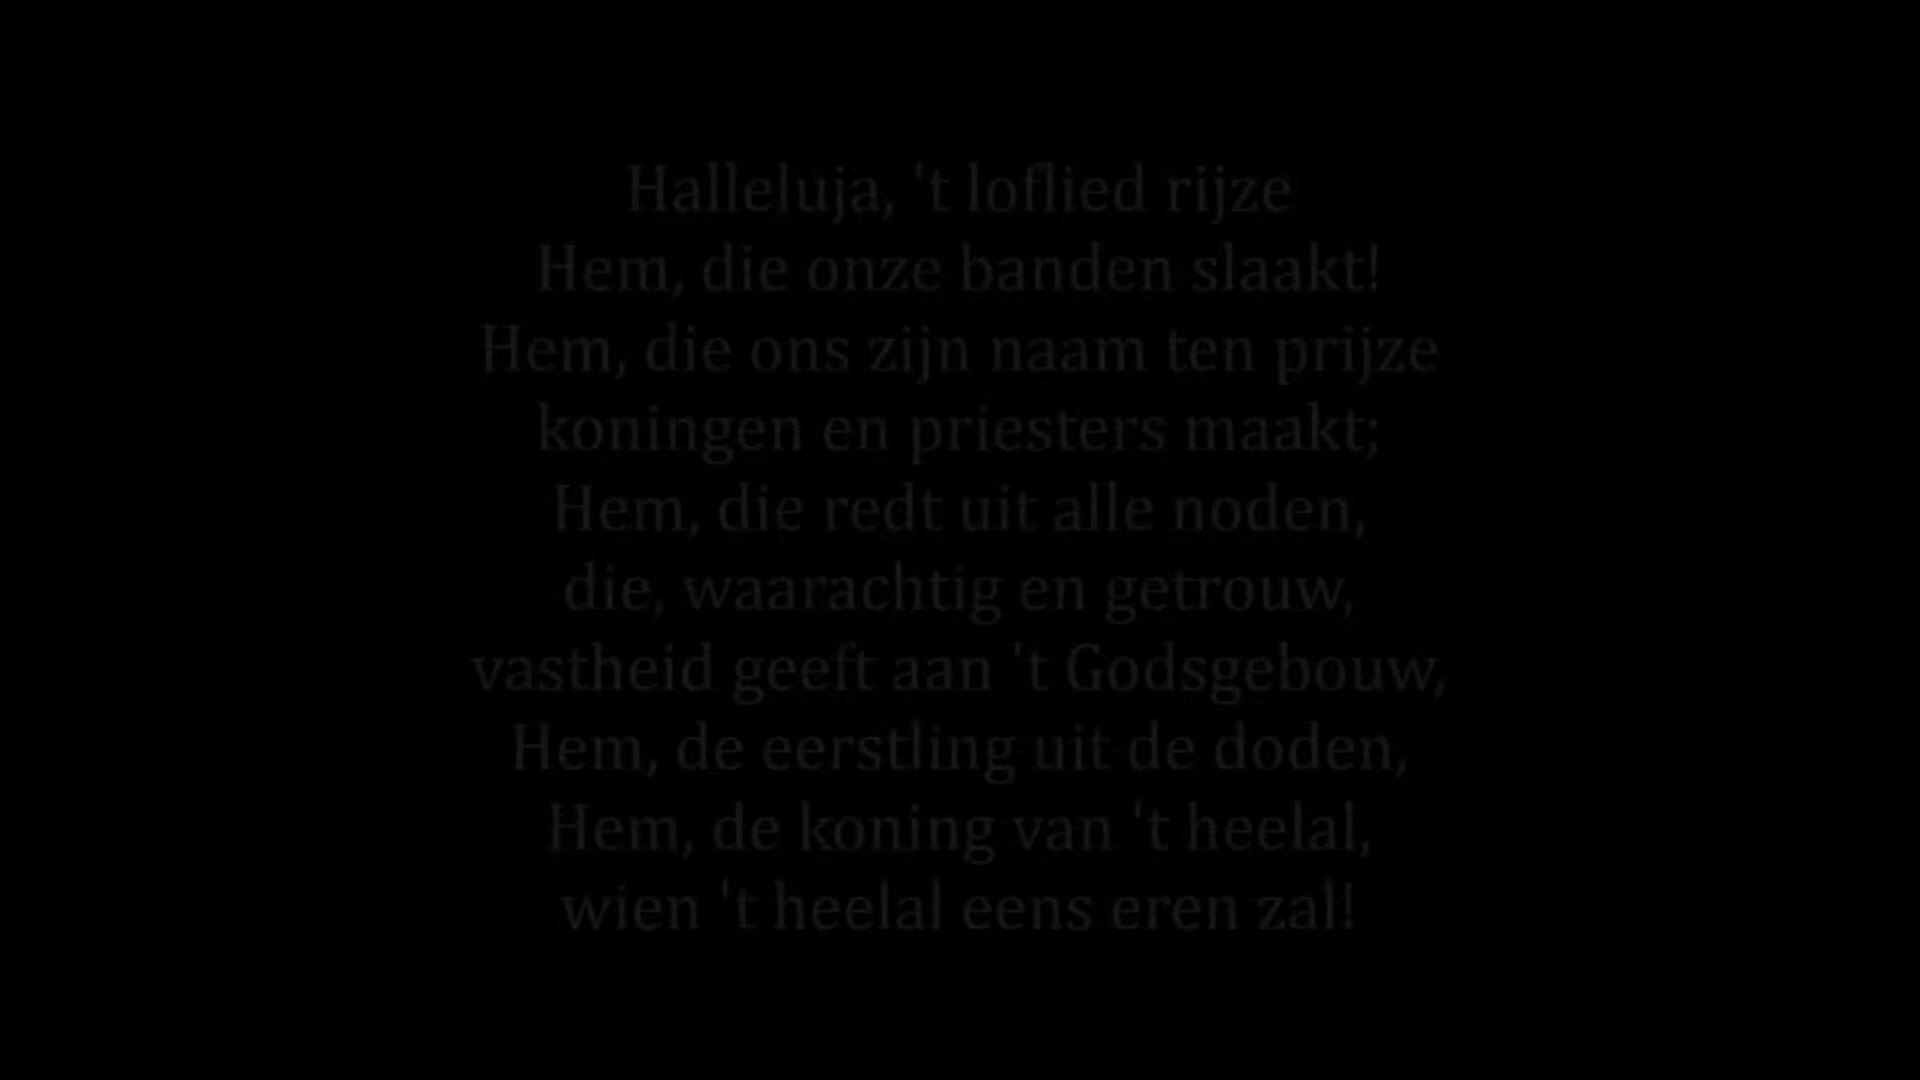 Halleluja, 't loflied rijze
Hem, die onze banden slaakt!
Hem, die ons zijn naam ten prijze
koningen en priesters maakt;
Hem, die redt uit alle noden,
die, waarachtig en getrouw,
vastheid geeft aan 't Godsgebouw,
Hem, de eerstling uit de doden,
Hem, de koning van 't heelal,
wien 't heelal eens eren zal!